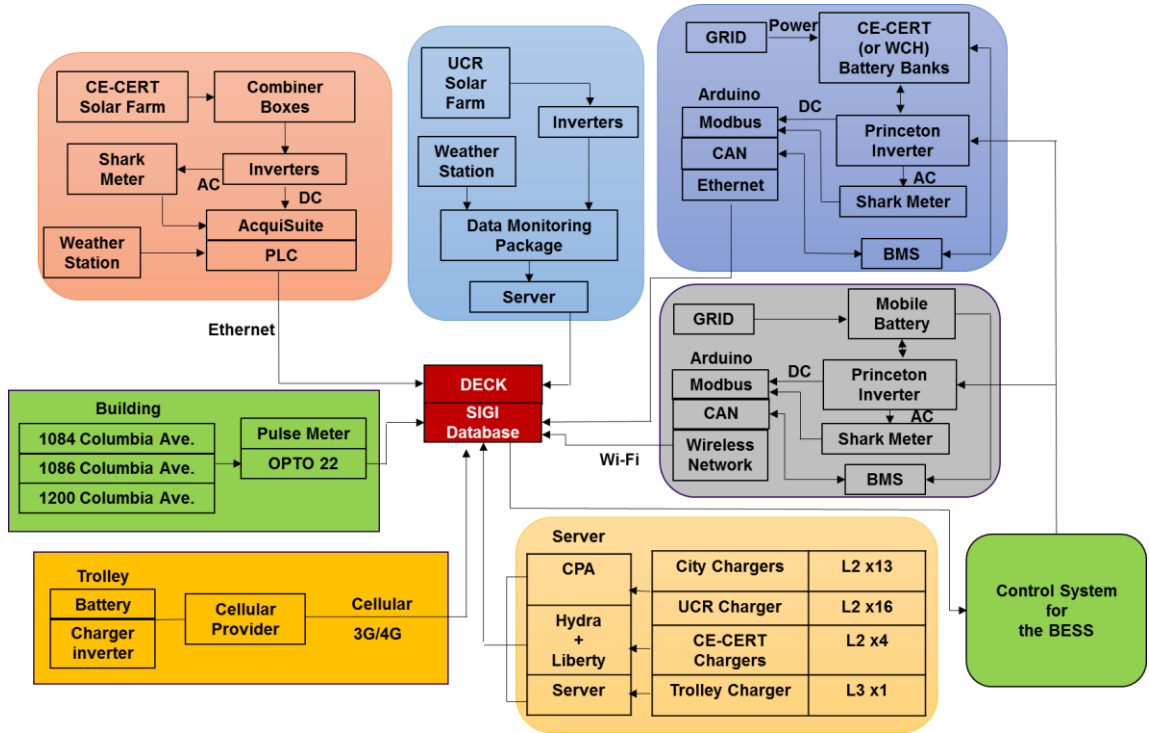 CE-CERT
Solar Farm
Combiner
Boxes
Shark
Meter
Inverters
AC
DC
AcquiSuite
PLC
Weather
Station
Ethernet
UCR
Solar
Farm
Inverters
Weather
Station
Data Monitoring
Package
Server
GRID
Power
CE-CERT
(or WCH)
Battery Banks
Arduino
Modbus
CAN
Ethernet
DC
Princeton
Inverter
AC
Shark Meter
BMS
GRID
Mobile
Battery
Arduino
Modbus
CAN
Wireless
Network
DC
Princeton
Inverter
AC
Shark Meter
BMS
Wi-Fi
DECK
SIGI
Database
Building
1084 Columbia Ave.
1086 Columbia Ave.
1200 Columbia Ave.
Pulse Meter
OPTO 22
Trolley
Battery
Charger
inverter
Cellular
Provider
Cellular
3G/4G
Server
CPA
Hydra
+
Liberty
Server
City Chargers
L2 x13
UCR Charger
L2 x16
CE-CERT
Chargers
L2 x4
Trolley Charger
L3 x1
Control System
for
the BESS